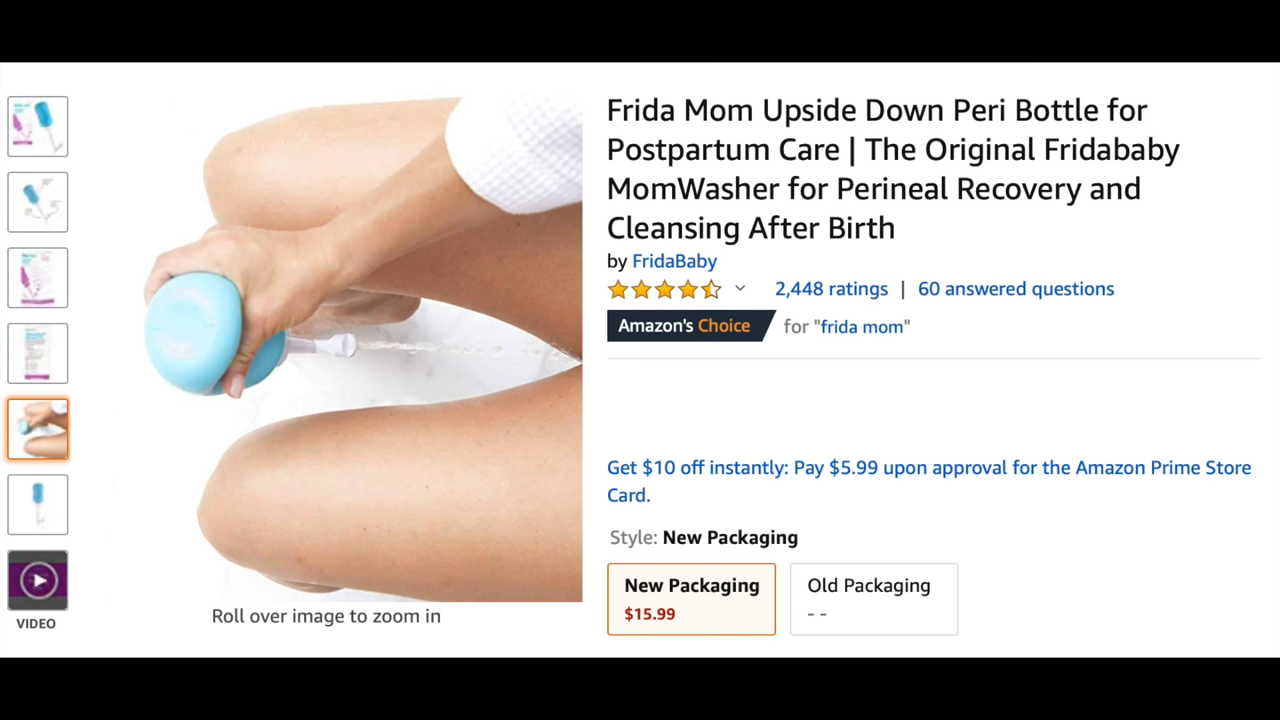 Frida Mom Upside Down Peri Bottle for
Postpartum Care | The Original Fridababy
MomWasher for Perineal Recovery and
Cleansing After Birth
by FridaBaby
2,448 ratings | 60 answered questions
Amazon's Choice for "frida mom"
Get $10 off instantly: Pay $5.99 upon approval for the Amazon Prime Store
Card.
Style: New Packaging
New Packaging
$15.99
Old Packaging
- -
Roll over image to zoom in
VIDEO